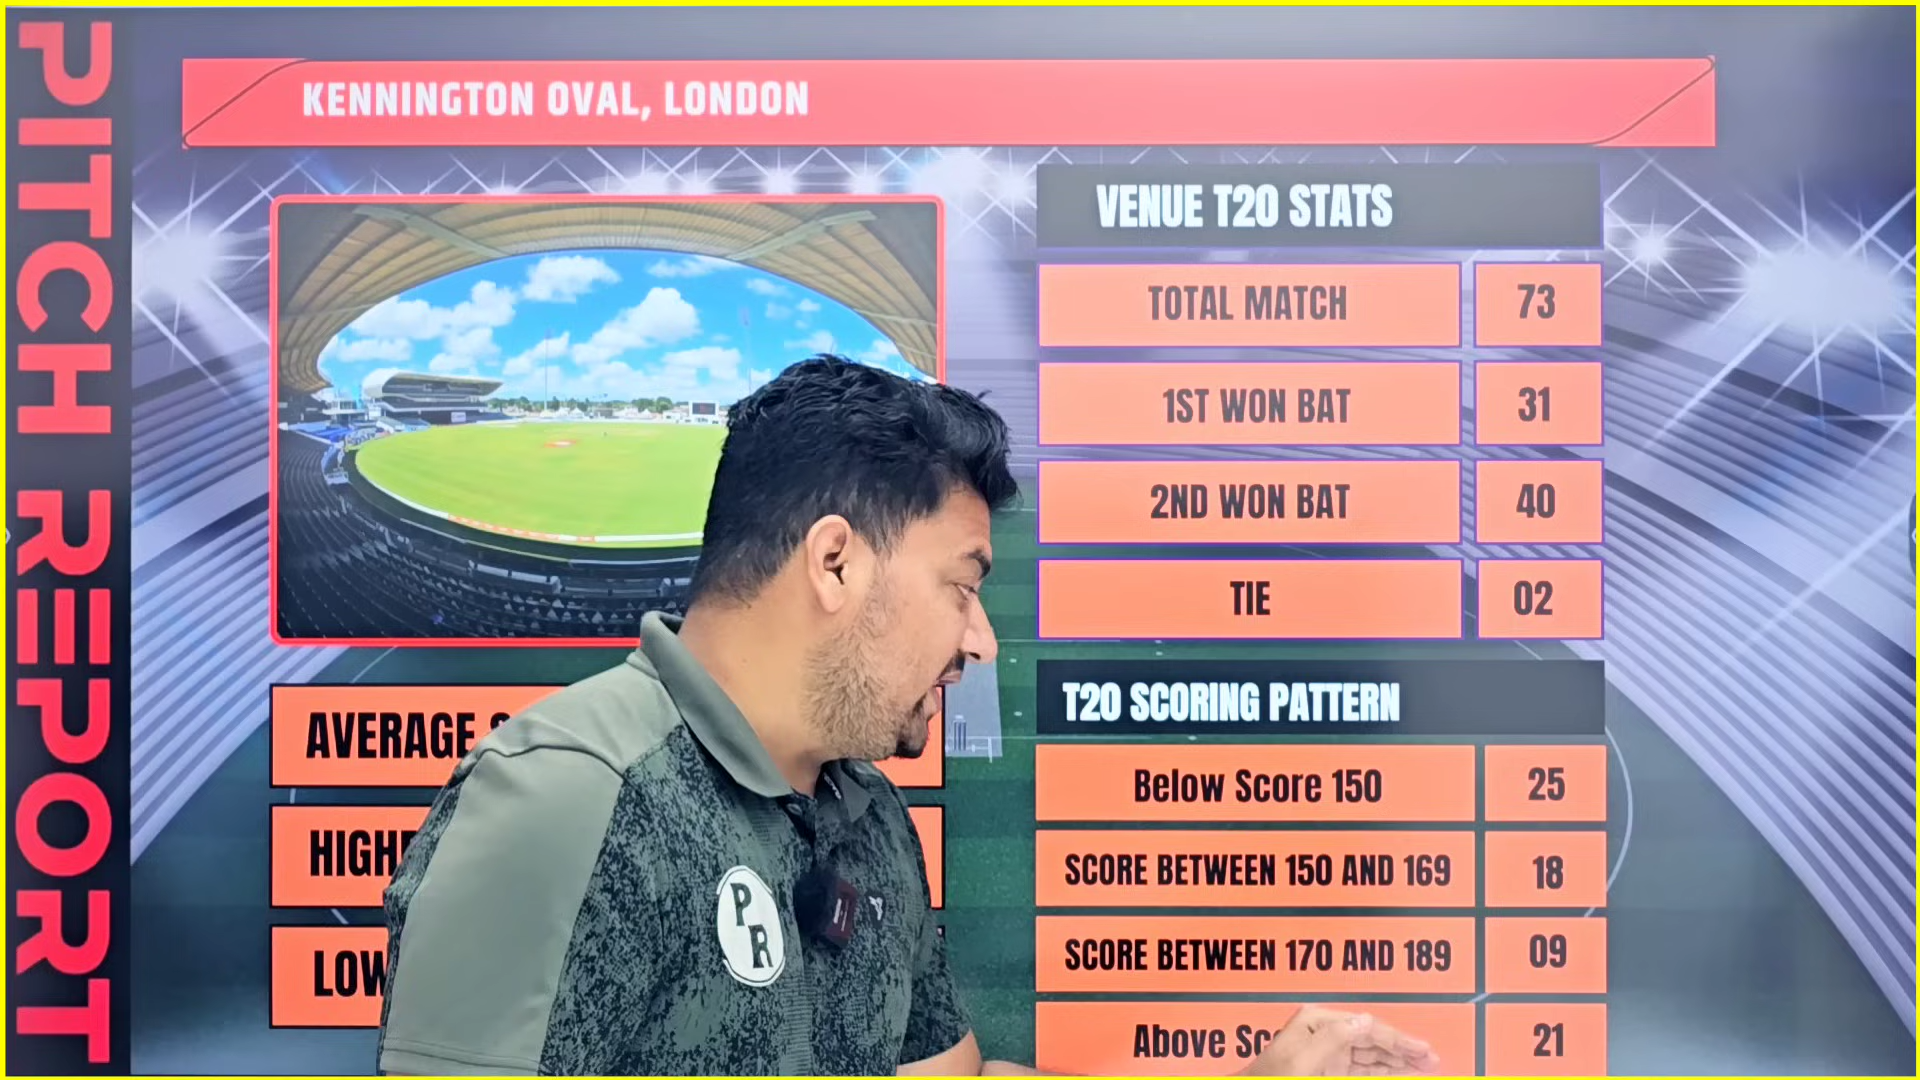 PITCH REPORT
KENNINGTON OVAL, LONDON
VENUE T20 STATS
TOTAL MATCH 73
1ST WON BAT 31
2ND WON BAT 40
TIE 02
AVERAGE
T20 SCORING PATTERN
Below Score 150 25
SCORE BETWEEN 150 AND 169 18
SCORE BETWEEN 170 AND 189 09
Above 21
PR